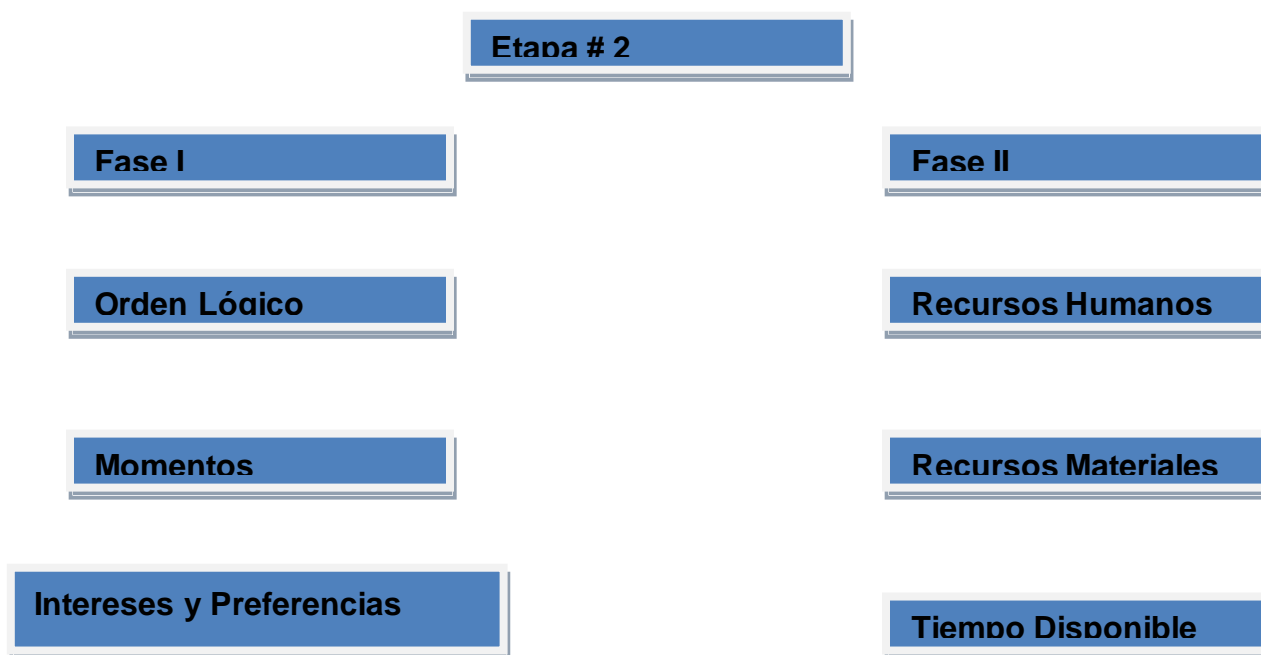 Etapa # 2
Fase I
Fase II
Orden Lógico
Recursos Humanos
Momentos
Recursos Materiales
Intereses y Preferencias
Tiempo Disponible